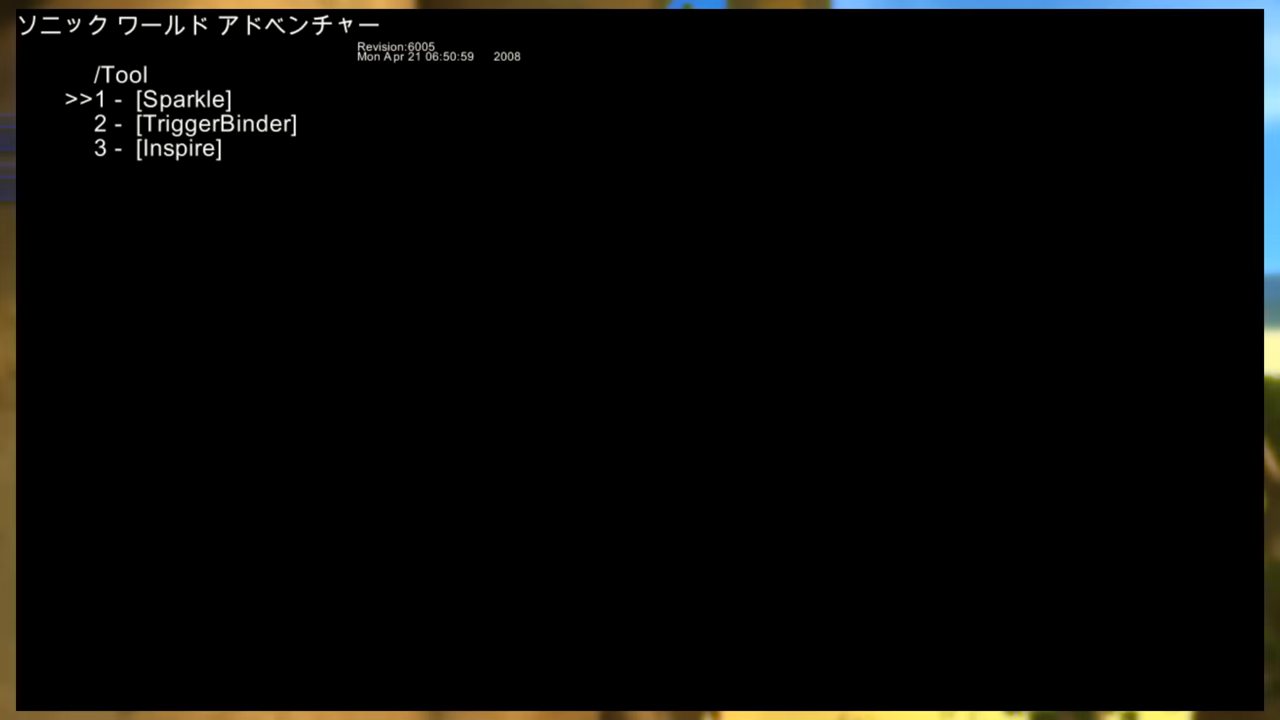 ソニック ワールド アドベンチャー
Revision:6005
Mon Apr 21 06:50:59 2008
/Tool
>>1 - [Sparkle]
2 - [TriggerBinder]
3 - [Inspire]